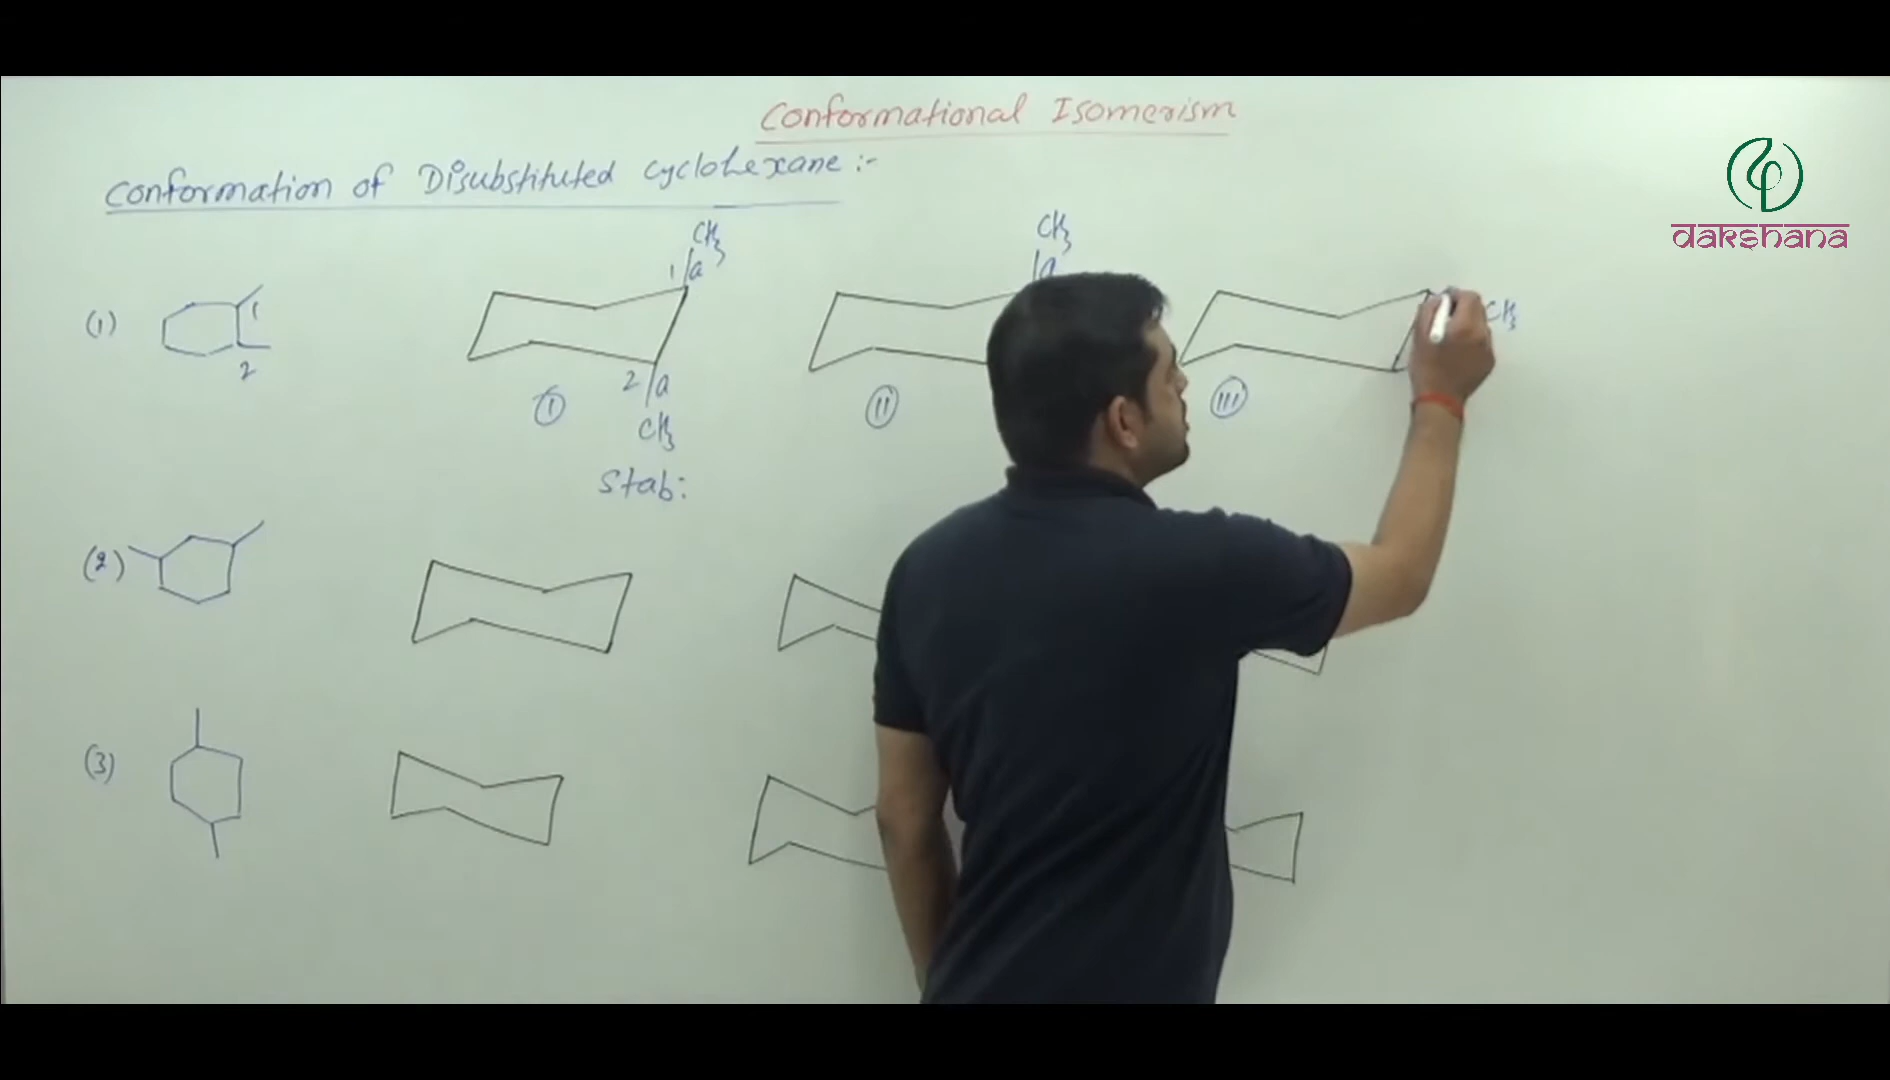 Conformational Isomerism
Conformation of Disubstituted cyclohexane :-
dakshana
(1)
1
2
CH3
1 a
2 a
CH3
I
CH3
a
II
CH3
III
Stab:
(2)
(3)